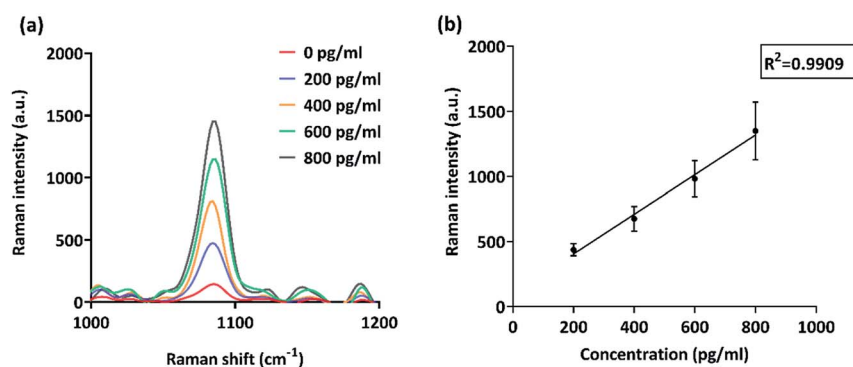 (a)
2000
1500
1000
500
0
1000
1100
1200
Raman intensity (a.u.)
Raman shift (cm⁻¹)
0 pg/ml
200 pg/ml
400 pg/ml
600 pg/ml
800 pg/ml
(b)
2000
1500
1000
500
0
0
200
400
600
800
1000
Raman intensity (a.u.)
Concentration (pg/ml)
R²=0.9909